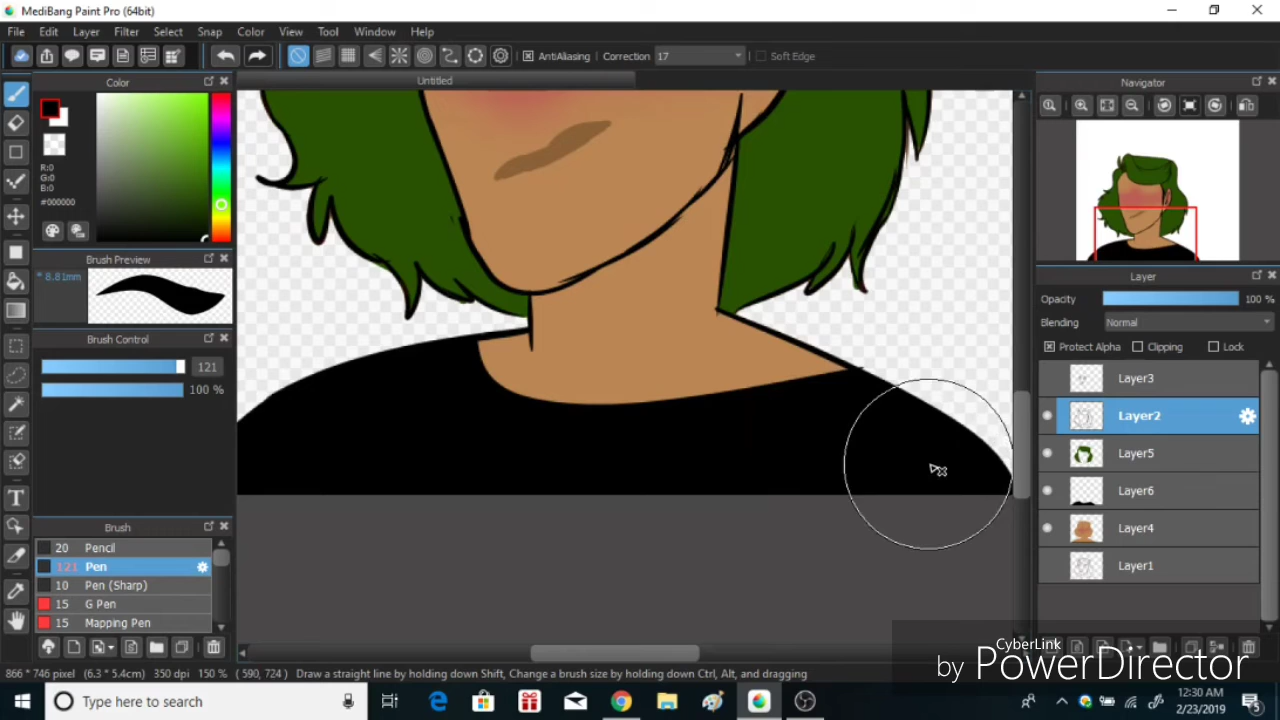 MediBang Paint Pro (64bit)
File Edit Layer Filter Select Snap Color View Tool Window Help
AntiAliasing Correction 17 Soft Edge
Color
Untitled
Navigator
R:0
G:0
B:0
#000000
Brush Preview
* 8.81mm
Brush Control
121
100 %
Layer
Opacity 100 %
Blending Normal
Protect Alpha Clipping Lock
Layer3
Layer2
Layer5
Layer6
Layer4
Layer1
Brush
20 Pencil
121 Pen
10 Pen (Sharp)
15 G Pen
15 Mapping Pen
866 * 746 pixel (6.3 * 5.4cm) 350 dpi 150 % ( 590, 724 ) Draw a straight line by holding down Shift, Change a brush size by holding down Ctrl, Alt, and dragging
CyberLink
by PowerDirector
Type here to search
12:30 AM
2/23/2019
5